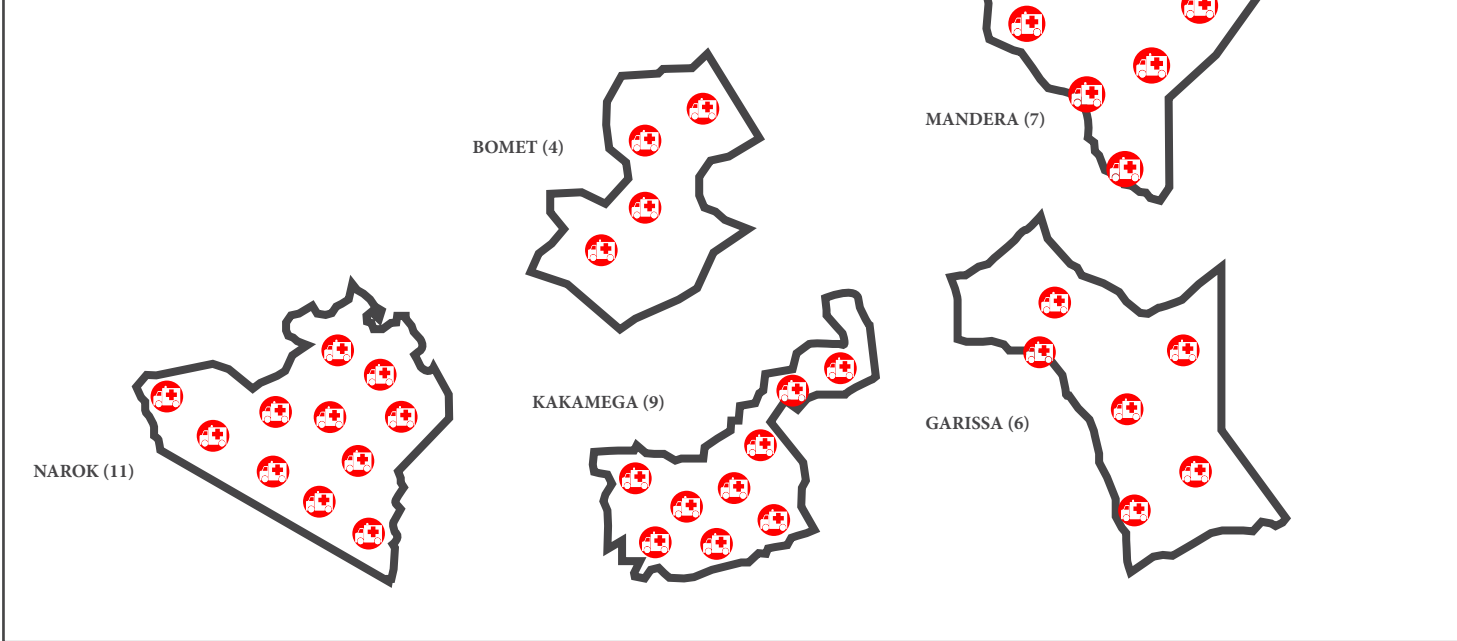 MANDERA (7)
BOMET (4)
KAKAMEGA (9)
GARISSA (6)
NAROK (11)